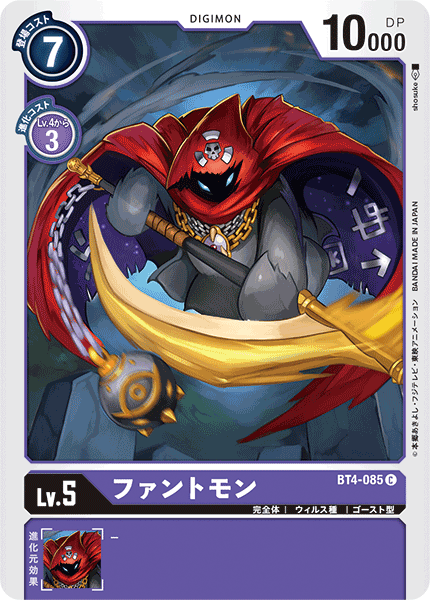 登場コスト
7
DIGIMON
10000
DP
進化コスト
Lv.4から
3
shosuke
© 本郷あきよし・フジテレビ・東映アニメーション BANDAI MADE IN JAPAN
BT4-085 C
Lv.5
ファントモン
完全体 | ウィルス種 | ゴースト型
進化元効果
–